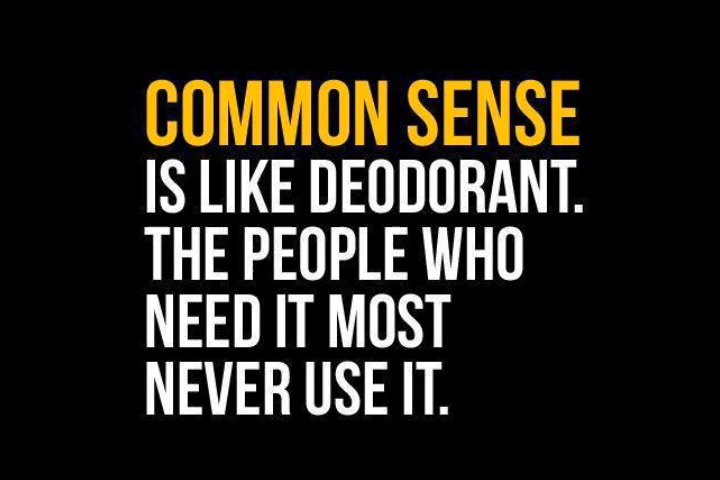 COMMON SENSE
IS LIKE DEODORANT.
THE PEOPLE WHO
NEED IT MOST
NEVER USE IT.